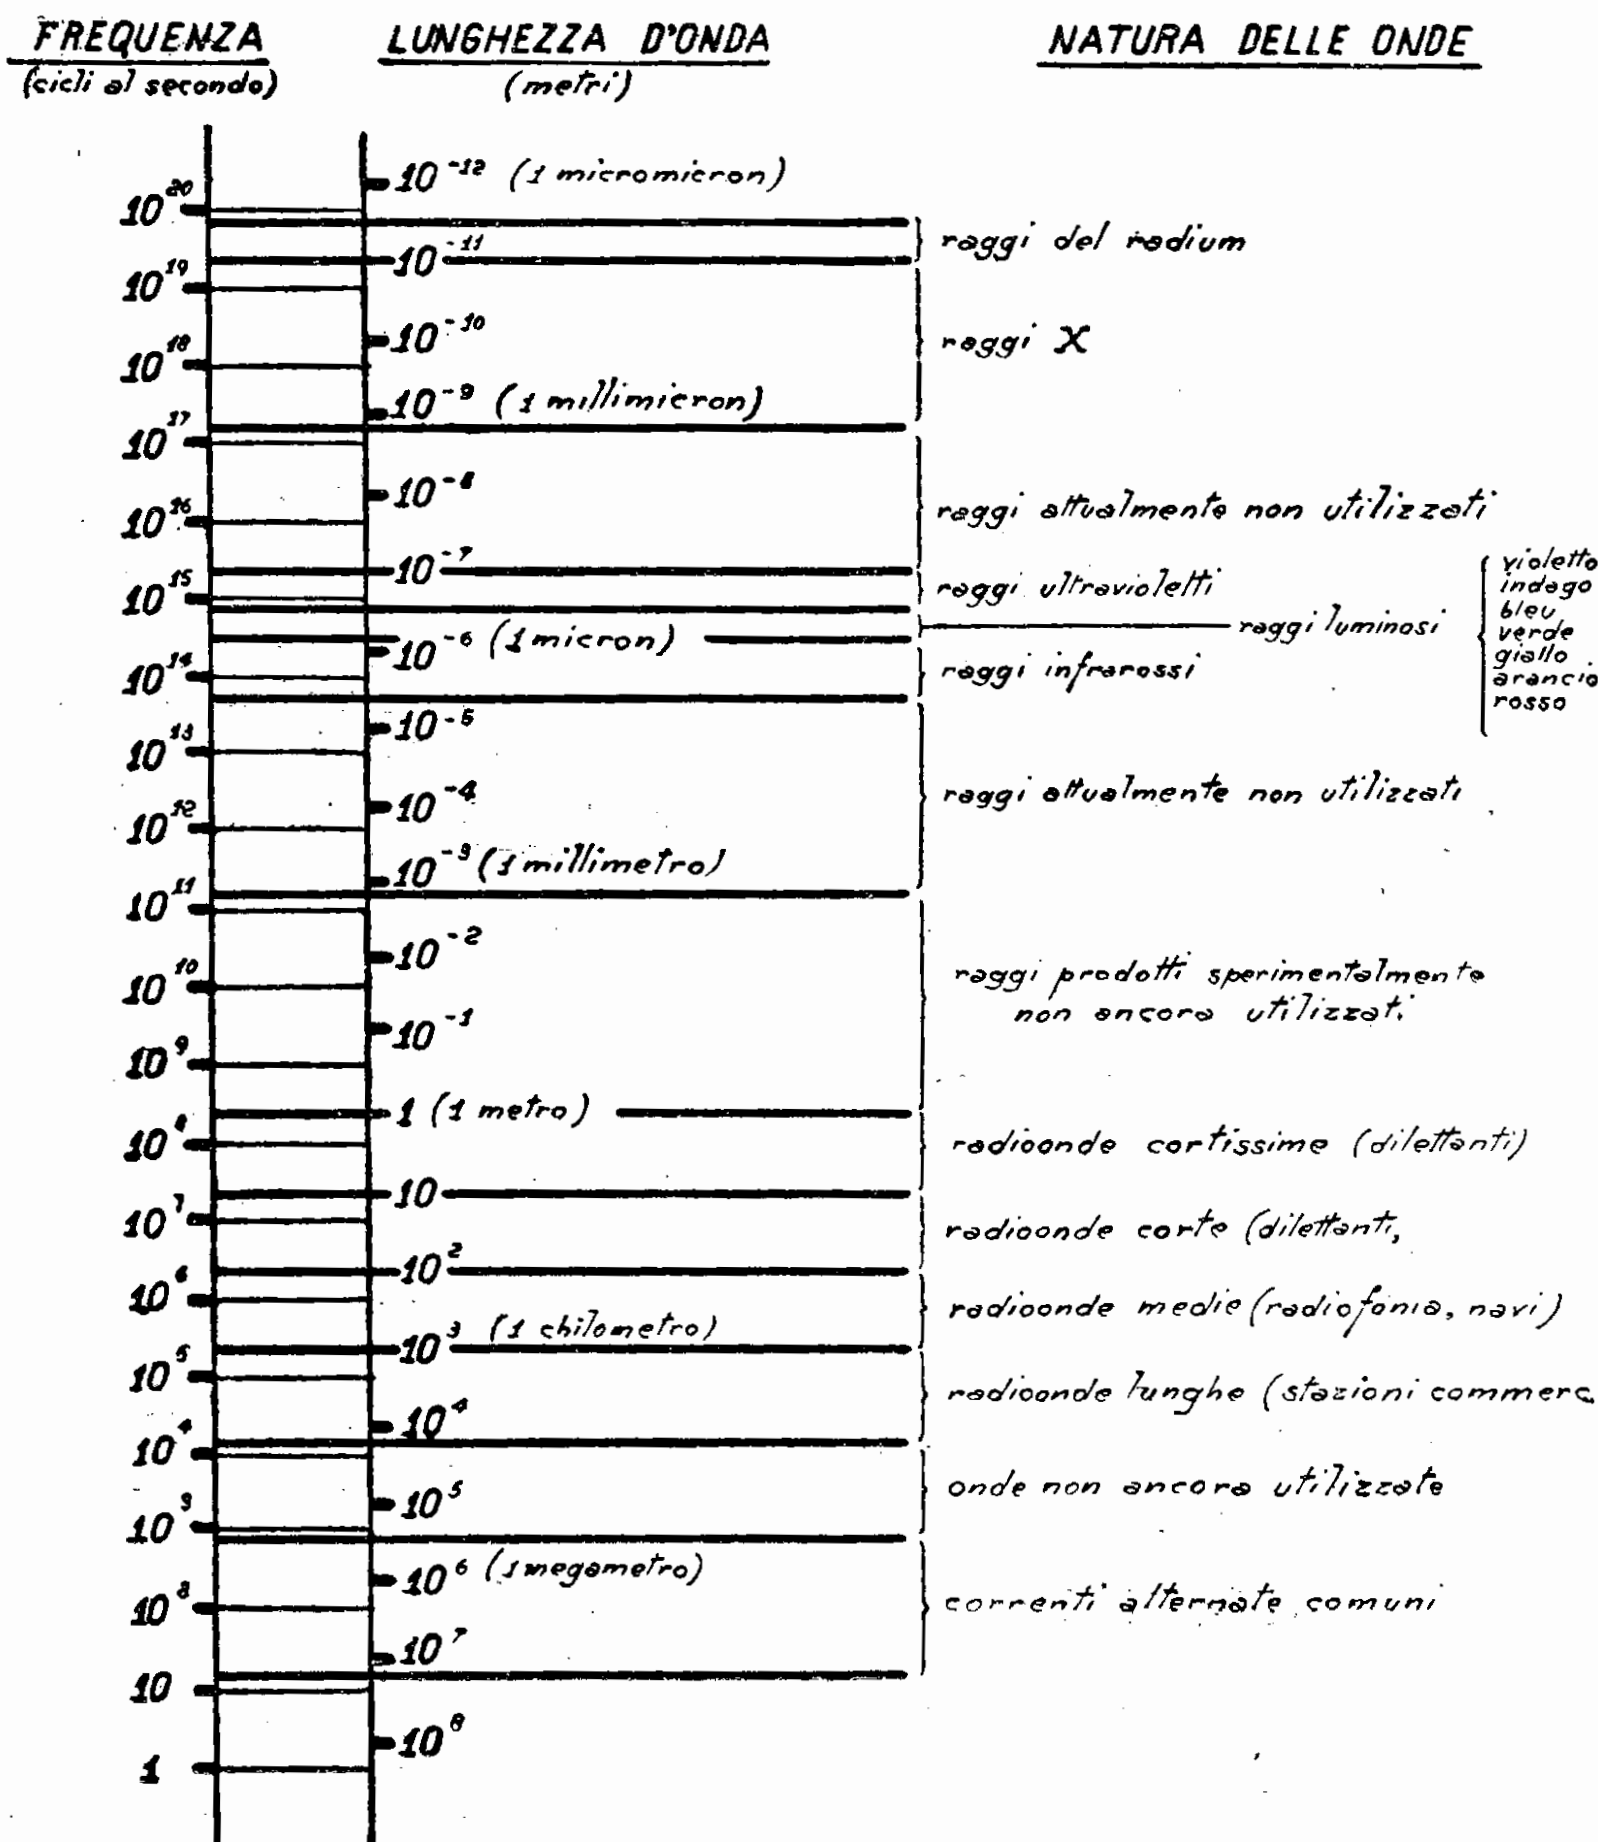 FREQUENZA
(cicli al secondo)
LUNGHEZZA D'ONDA
(metri)
NATURA DELLE ONDE
10^20
10^19
10^18
10^17
10^16
10^15
10^14
10^13
10^12
10^11
10^10
10^9
10^8
10^7
10^6
10^5
10^4
10^3
10^2
10
1
10^-12 (1 micromicron)
10^-11
10^-10
10^-9 (1 millimicron)
10^-8
10^-7
10^-6 (1 micron)
10^-5
10^-4
10^-3 (1 millimetro)
10^-2
10^-1
1 (1 metro)
10
10^2
10^3 (1 chilometro)
10^4
10^5
10^6 (1 megametro)
10^7
10^8
raggi del radium
raggi X
raggi attualmente non utilizzati
raggi ultravioletti
raggi luminosi
violetto
indago
bleu
verde
giallo
arancio
rosso
raggi infrarossi
raggi attualmente non utilizzati
raggi prodotti sperimentalmente
non ancora utilizzati
radioonde cortissime (dilettanti)
radioonde corte (dilettanti,
radioonde medie (radiofonia, navi)
radioonde lunghe (stazioni commerc.
onde non ancora utilizzate
correnti alternate comuni